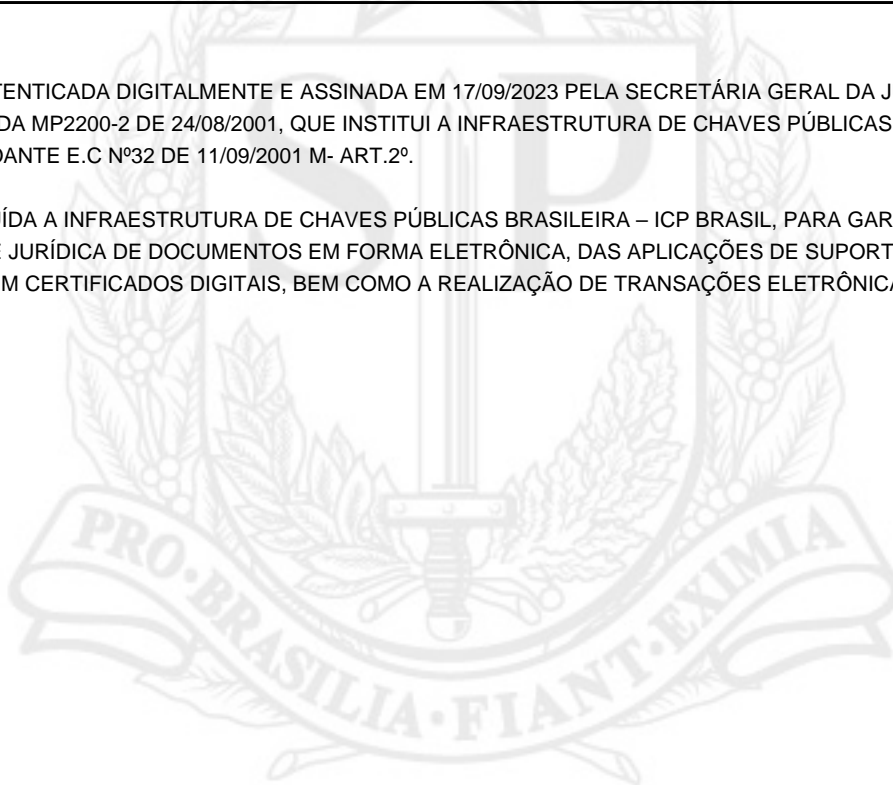 TENTICADA DIGITALMENTE E ASSINADA EM 17/09/2023 PELA SECRETÁRIA GERAL DA J
DA MP2200-2 DE 24/08/2001, QUE INSTITUI A INFRAESTRUTURA DE CHAVES PÚBLICAS
DANTE E.C Nº32 DE 11/09/2001 M- ART.2º.
ÍDA A INFRAESTRUTURA DE CHAVES PÚBLICAS BRASILEIRA – ICP BRASIL, PARA GAR
E JURÍDICA DE DOCUMENTOS EM FORMA ELETRÔNICA, DAS APLICAÇÕES DE SUPORT
M CERTIFICADOS DIGITAIS, BEM COMO A REALIZAÇÃO DE TRANSAÇÕES ELETRÔNICA
SP
PRO·BRASILIA·FIANT·EXIMIA